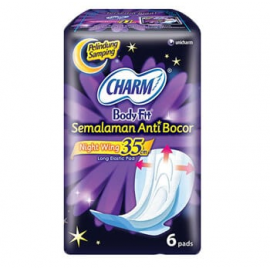 Pelindung
Samping
unicharm
CHARM
Body Fit
Semalaman Anti Bocor
Night Wing 35cm
Long Elastic Pad
6 pads